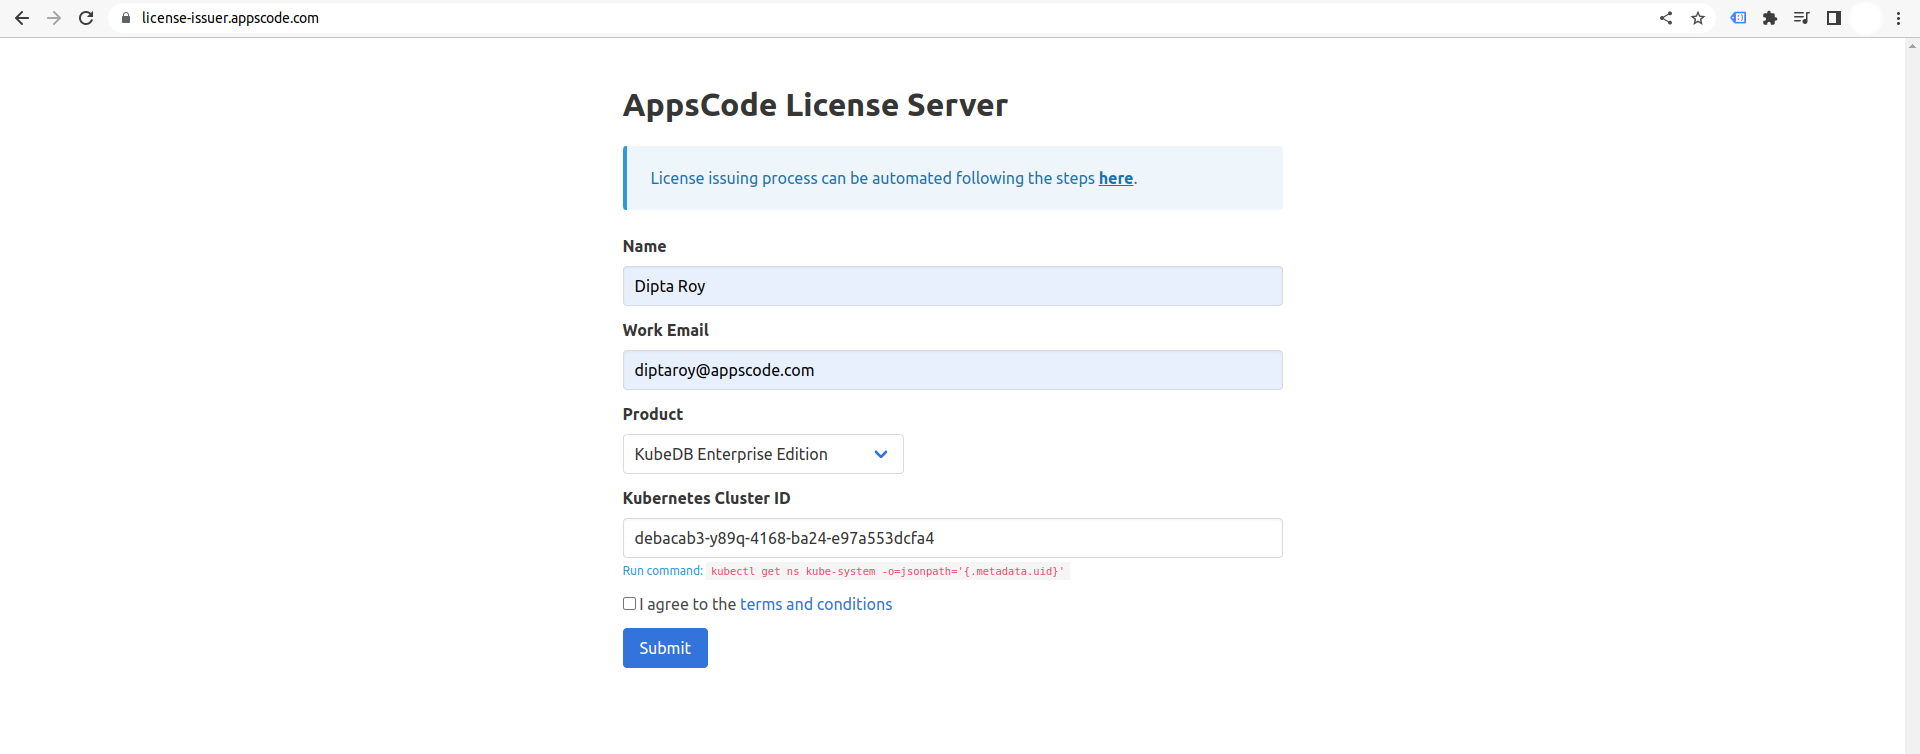 license-issuer.appscode.com
AppsCode License Server
License issuing process can be automated following the steps here.
Name
Dipta Roy
Work Email
diptaroy@appscode.com
Product
KubeDB Enterprise Edition
Kubernetes Cluster ID
debacab3-y89q-4168-ba24-e97a553dcfa4
Run command: kubectl get ns kube-system -o=jsonpath='{.metadata.uid}'
I agree to the terms and conditions
Submit